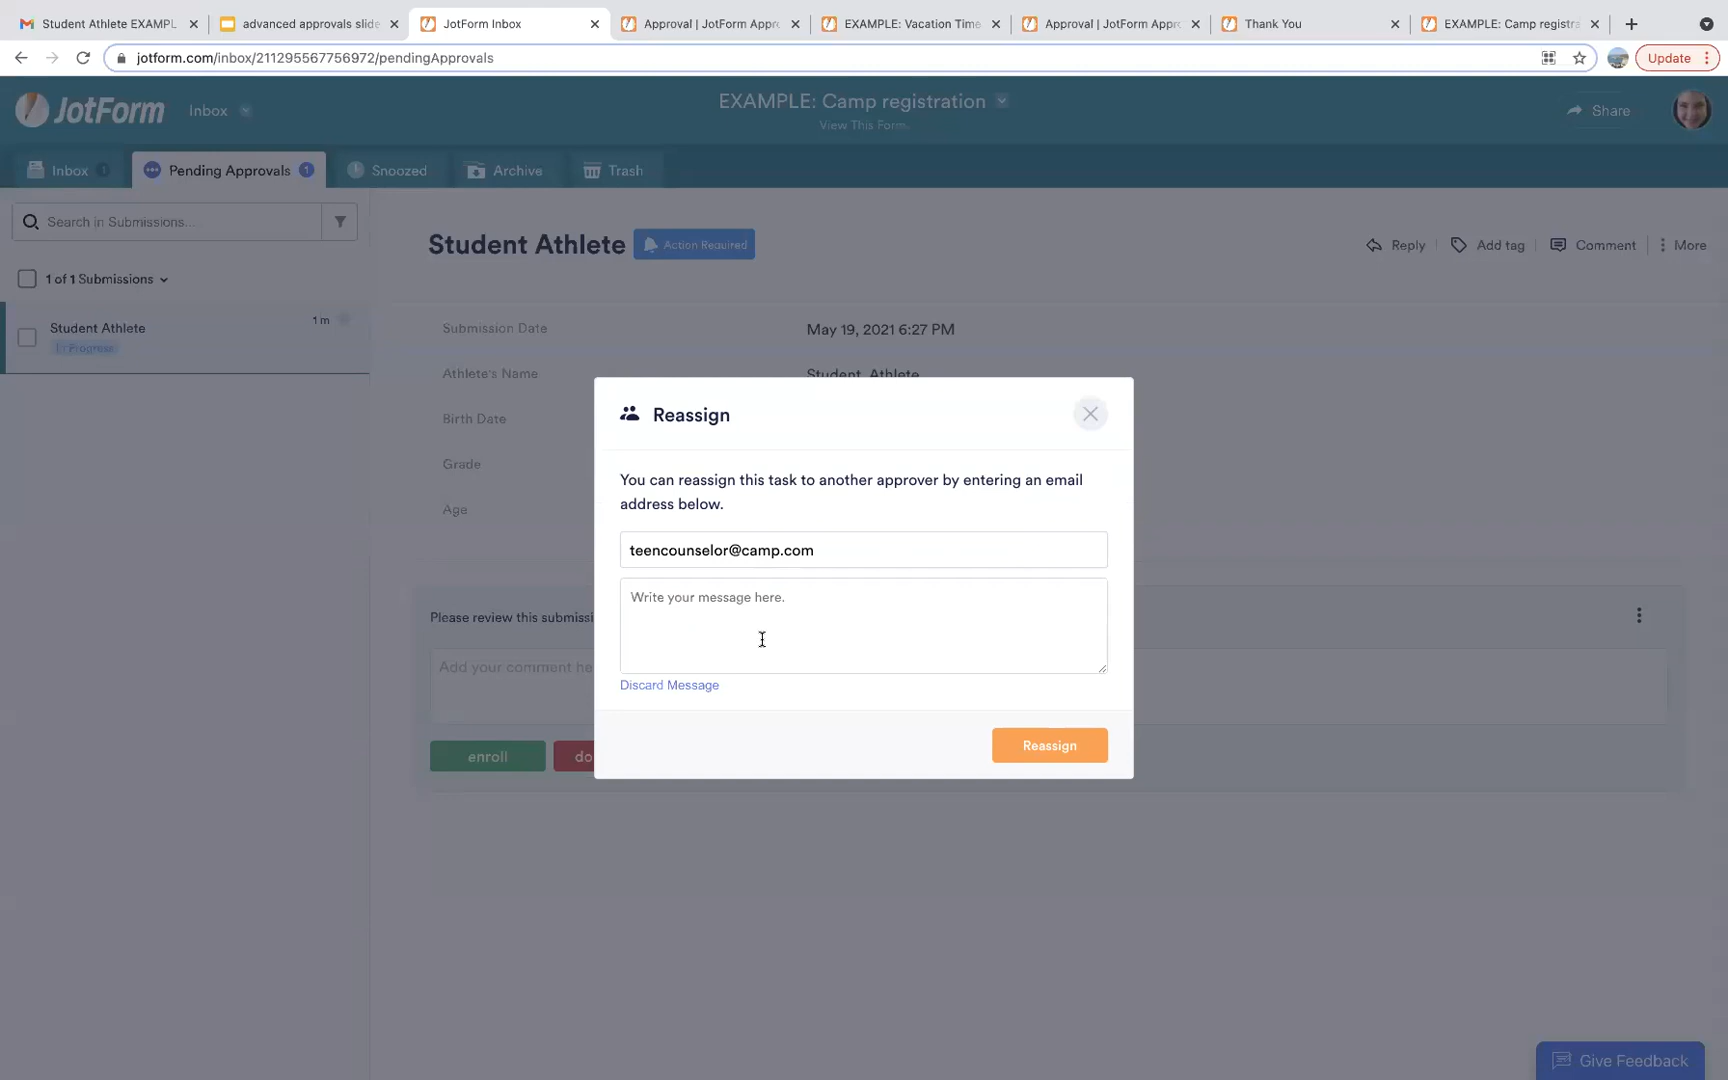 Student Athlete EXAMPL
advanced approvals slide
JotForm Inbox
Approval | JotForm Appro
EXAMPLE: Vacation Time
Approval | JotForm Appro
Thank You
EXAMPLE: Camp registra
jotform.com/inbox/211295567756972/pendingApprovals
Update
JotForm
Inbox
EXAMPLE: Camp registration
View This Form
Share
Inbox 1
Pending Approvals 1
Snoozed
Archive
Trash
Search in Submissions...
Student Athlete
Action Required
Reply
Add tag
Comment
More
1 of 1 Submissions
Student Athlete
1 m
In Progress
Submission Date
May 19, 2021 6:27 PM
Athlete's Name
Student Athlete
Birth Date
Grade
Age
Reassign
You can reassign this task to another approver by entering an email
address below.
teencounselor@camp.com
Write your message here.
Discard Message
Reassign
Please review this submissi
Add your comment he
enroll
do
Give Feedback